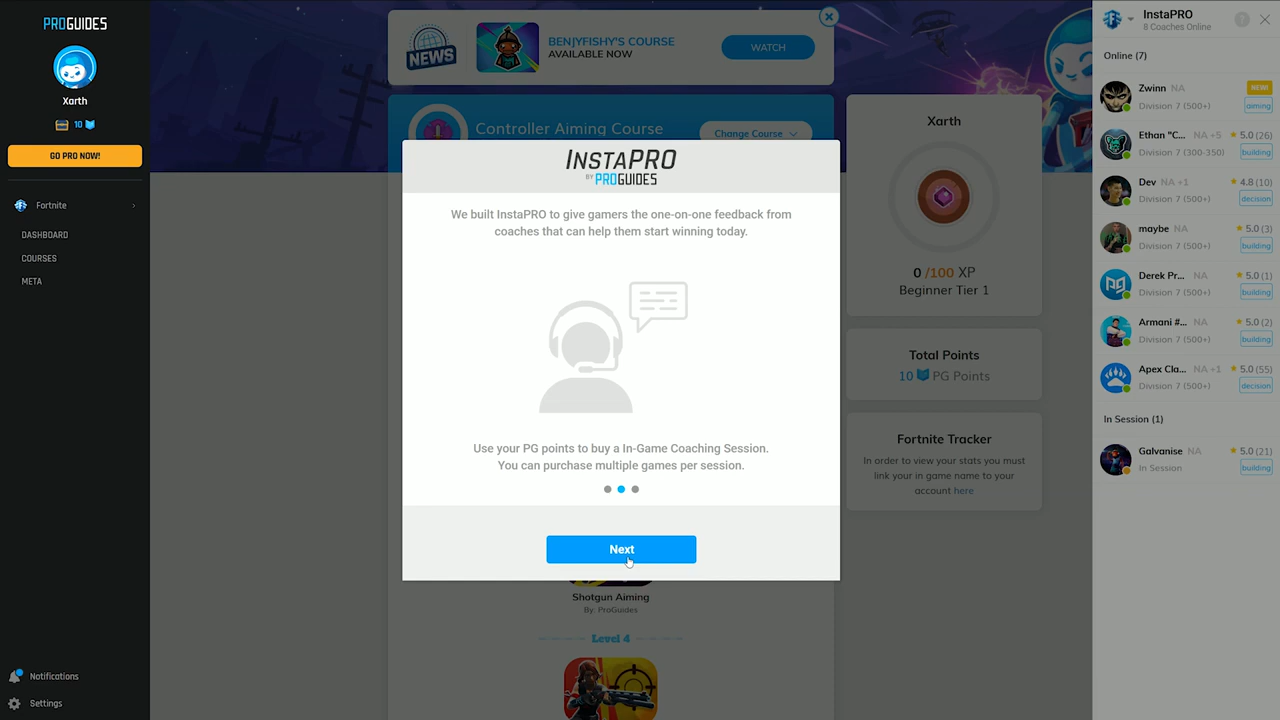 PROGUIDES
Xarth
10
GO PRO NOW!
Fortnite
DASHBOARD
COURSES
META
Notifications
Settings
NEWS
BENJYFISHY'S COURSE
AVAILABLE NOW
WATCH
Controller Aiming Course
Change Course
INSTAPRO
BY PROGUIDES
We built InstaPRO to give gamers the one-on-one feedback from
coaches that can help them start winning today.
Use your PG points to buy a In-Game Coaching Session.
You can purchase multiple games per session.
Next
Shotgun Aiming
By: ProGuides
Level 4
Xarth
0 /100 XP
Beginner Tier 1
Total Points
10 PG Points
Fortnite Tracker
In order to view your stats you must
link your in game name to your
account here
InstaPRO
8 Coaches Online
?
Online (7)
Zwinn NA NEW!
Division 7 (500+) aiming
Ethan "C... NA +5 5.0 (26)
Division 7 (300-350) building
Dev NA +1 4.8 (10)
Division 7 (500+) decision
maybe NA 5.0 (3)
Division 7 (500+) building
Derek Pr... NA 5.0 (1)
Division 7 (500+) building
Armani #... NA 5.0 (2)
Division 7 (500+) building
Apex Cla... NA +1 5.0 (55)
Division 7 (500+) decision
In Session (1)
Galvanise NA 5.0 (21)
In Session building